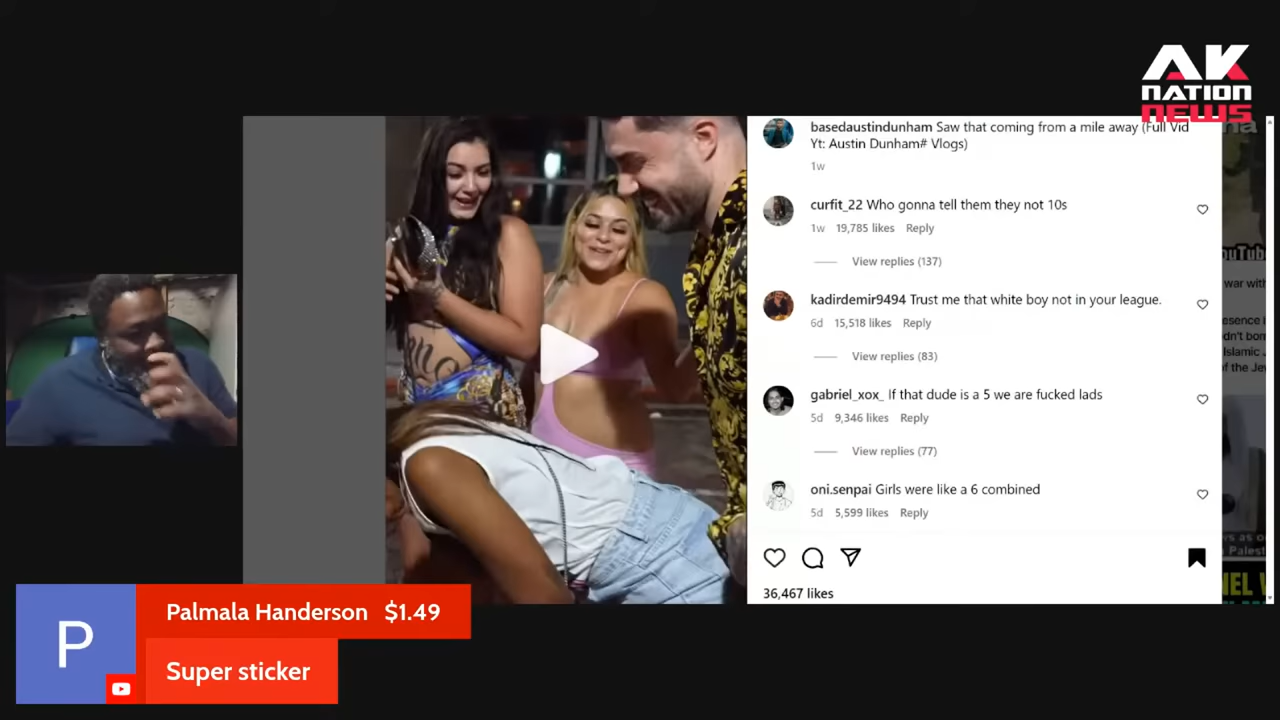 AK
NATION
NEWS
basedaustindunham Saw that coming from a mile away (Full Vid
Yt: Austin Dunham# Vlogs)
1w
curfit_22 Who gonna tell them they not 10s
1w 19,785 likes Reply
View replies (137)
kadirdemir9494 Trust me that white boy not in your league.
6d 15,518 likes Reply
View replies (83)
gabriel_xox_ If that dude is a 5 we are fucked lads
5d 9,346 likes Reply
View replies (77)
oni.senpai Girls were like a 6 combined
5d 5,599 likes Reply
36,467 likes
P
Palmala Handerson $1.49
Super sticker